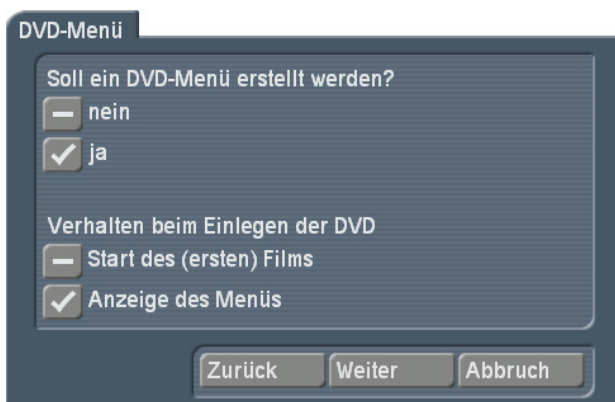 DVD-Menü
Soll ein DVD-Menü erstellt werden?
nein
ja
Verhalten beim Einlegen der DVD
Start des (ersten) Films
Anzeige des Menüs
Zurück Weiter Abbruch